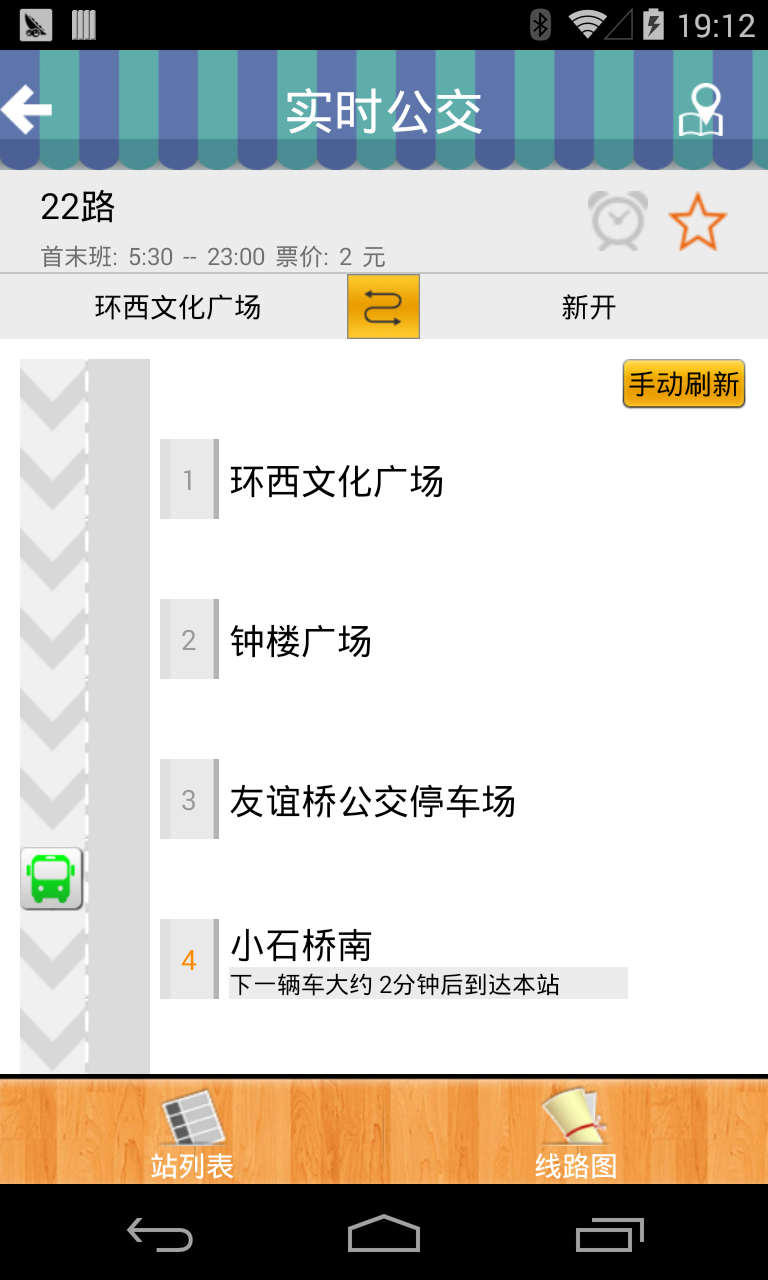 19:12
实时公交
22路
首末班: 5:30 -- 23:00 票价: 2 元
环西文化广场
新开
手动刷新
1 环西文化广场
2 钟楼广场
3 友谊桥公交停车场
4 小石桥南
下一辆车大约 2分钟后到达本站
站列表
线路图